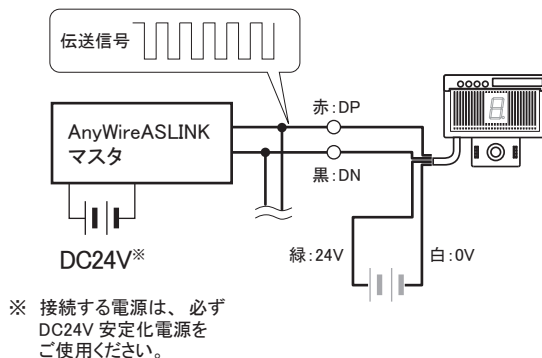 伝送信号
赤:DP
AnyWireASLINK
マスタ
黒:DN
DC24V※
緑:24V
白:0V
※ 接続する電源は、必ず
DC24V 安定化電源を
ご使用ください。
8.